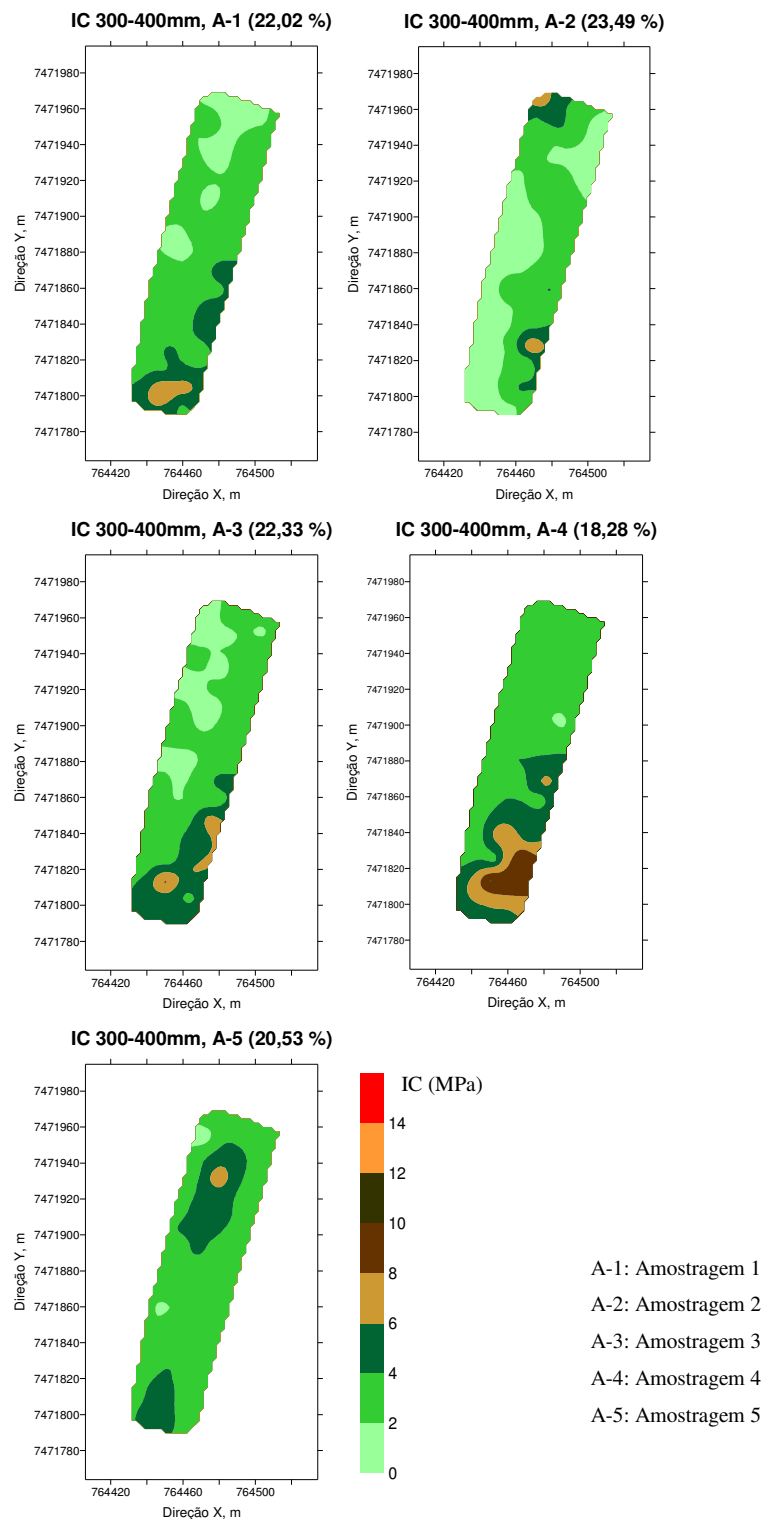 IC 300-400mm, A-1 (22,02 %)
7471980
7471960
7471940
7471920
7471900
7471880
7471860
7471840
7471820
7471800
7471780
Direção Y, m
764420 764460 764500
Direção X, m
IC 300-400mm, A-2 (23,49 %)
7471980
7471960
7471940
7471920
7471900
7471880
7471860
7471840
7471820
7471800
7471780
Direção Y, m
764420 764460 764500
Direção X, m
IC 300-400mm, A-3 (22,33 %)
7471980
7471960
7471940
7471920
7471900
7471880
7471860
7471840
7471820
7471800
7471780
Direção Y, m
764420 764460 764500
Direção X, m
IC 300-400mm, A-4 (18,28 %)
7471980
7471960
7471940
7471920
7471900
7471880
7471860
7471840
7471820
7471800
7471780
Direção Y, m
764420 764460 764500
Direção X, m
IC 300-400mm, A-5 (20,53 %)
7471980
7471960
7471940
7471920
7471900
7471880
7471860
7471840
7471820
7471800
7471780
Direção Y, m
764420 764460 764500
Direção X, m
IC (MPa)
14
12
10
8
6
4
2
0
A-1: Amostragem 1
A-2: Amostragem 2
A-3: Amostragem 3
A-4: Amostragem 4
A-5: Amostragem 5